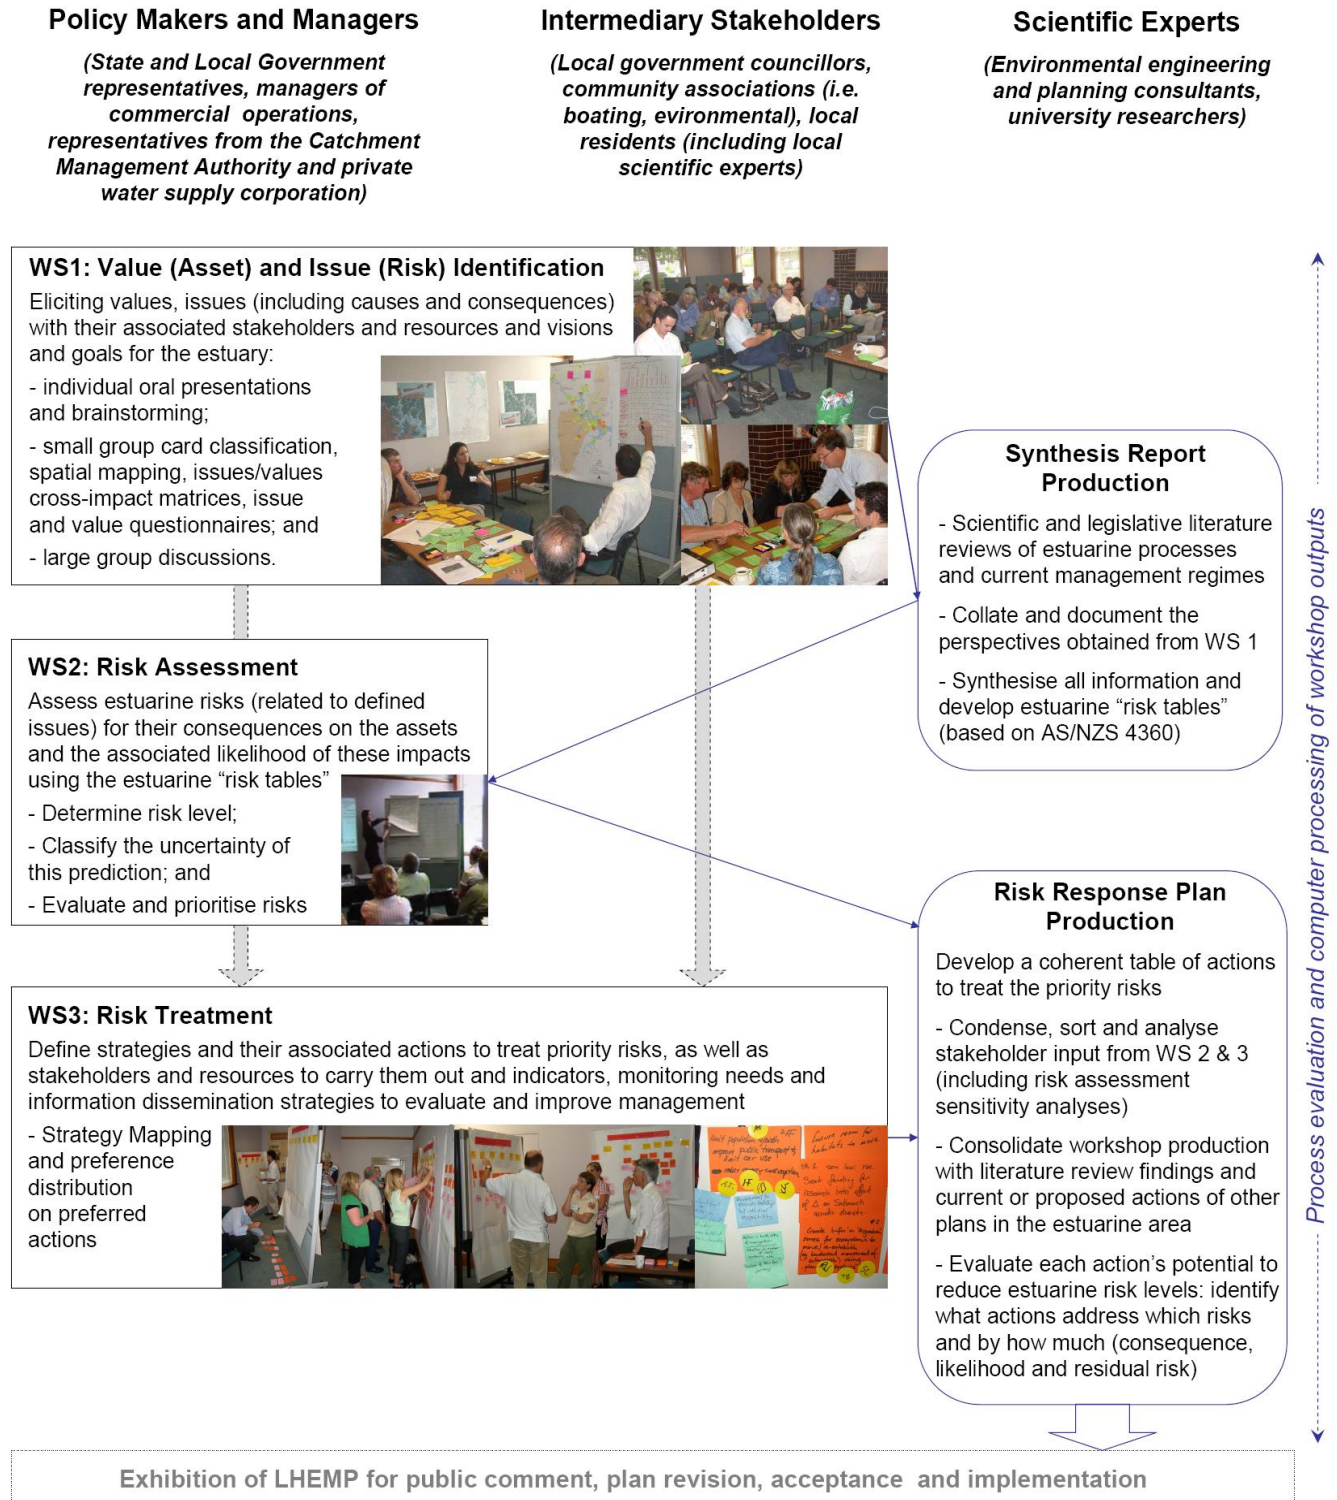 Policy Makers and Managers
(State and Local Government
representatives, managers of
commercial operations,
representatives from the Catchment
Management Authority and private
water supply corporation)
Intermediary Stakeholders
(Local government councillors,
community associations (i.e.
boating, evironmental), local
residents (including local
scientific experts)
Scientific Experts
(Environmental engineering
and planning consultants,
university researchers)
WS1: Value (Asset) and Issue (Risk) Identification
Eliciting values, issues (including causes and consequences)
with their associated stakeholders and resources and visions
and goals for the estuary:
- individual oral presentations
and brainstorming;
- small group card classification,
spatial mapping, issues/values
cross-impact matrices, issue
and value questionnaires; and
- large group discussions.
Synthesis Report
Production
- Scientific and legislative literature
reviews of estuarine processes
and current management regimes
- Collate and document the
perspectives obtained from WS 1
- Synthesise all information and
develop estuarine “risk tables”
(based on AS/NZS 4360)
WS2: Risk Assessment
Assess estuarine risks (related to defined
issues) for their consequences on the assets
and the associated likelihood of these impacts
using the estuarine “risk tables”
- Determine risk level;
- Classify the uncertainty of
this prediction; and
- Evaluate and prioritise risks
Risk Response Plan
Production
Develop a coherent table of actions
to treat the priority risks
- Condense, sort and analyse
stakeholder input from WS 2 & 3
(including risk assessment
sensitivity analyses)
- Consolidate workshop production
with literature review findings and
current or proposed actions of other
plans in the estuarine area
- Evaluate each action’s potential to
reduce estuarine risk levels: identify
what actions address which risks
and by how much (consequence,
likelihood and residual risk)
WS3: Risk Treatment
Define strategies and their associated actions to treat priority risks, as well as
stakeholders and resources to carry them out and indicators, monitoring needs and
information dissemination strategies to evaluate and improve management
- Strategy Mapping
and preference
distribution
on preferred
actions
Process evaluation and computer processing of workshop outputs
Exhibition of LHEMP for public comment, plan revision, acceptance and implementation